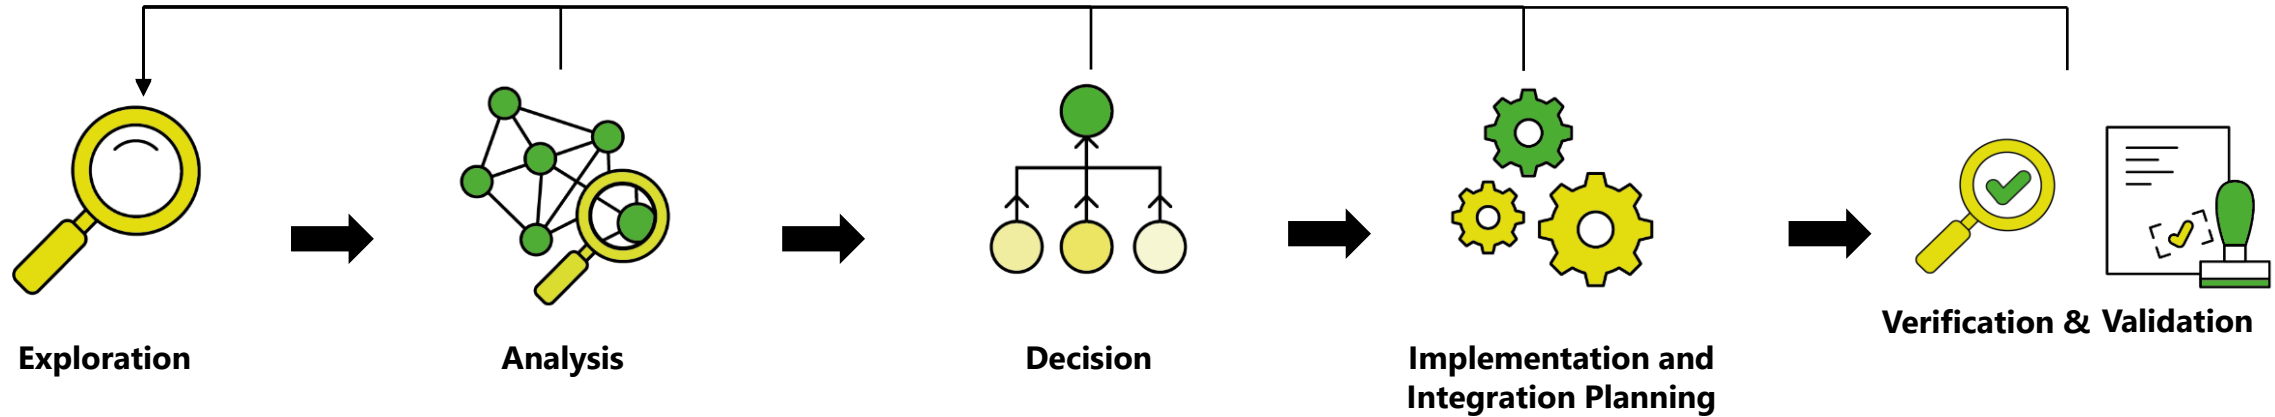 Exploration
Analysis
Decision
Implementation and
Integration Planning
Verification & Validation